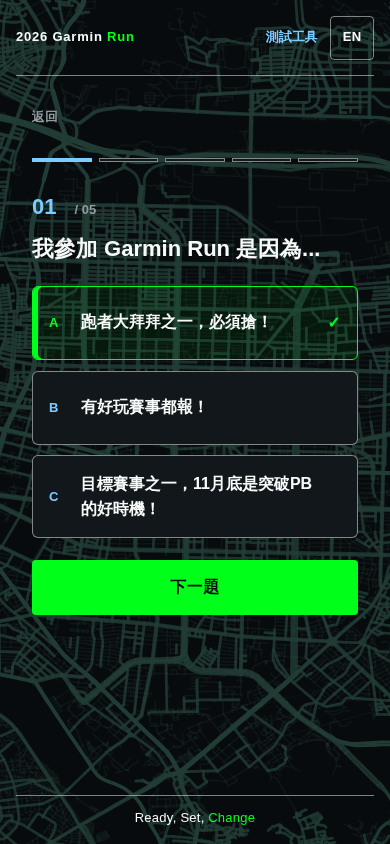 2026 Garmin Run
測試工具
EN
返回
01 / 05
我參加 Garmin Run 是因為...
A 跑者大拜拜之一，必須搶！ ✓
B 有好玩賽事都報！
C 目標賽事之一，11月底是突破PB
的好時機！
下一題
Ready, Set, Change